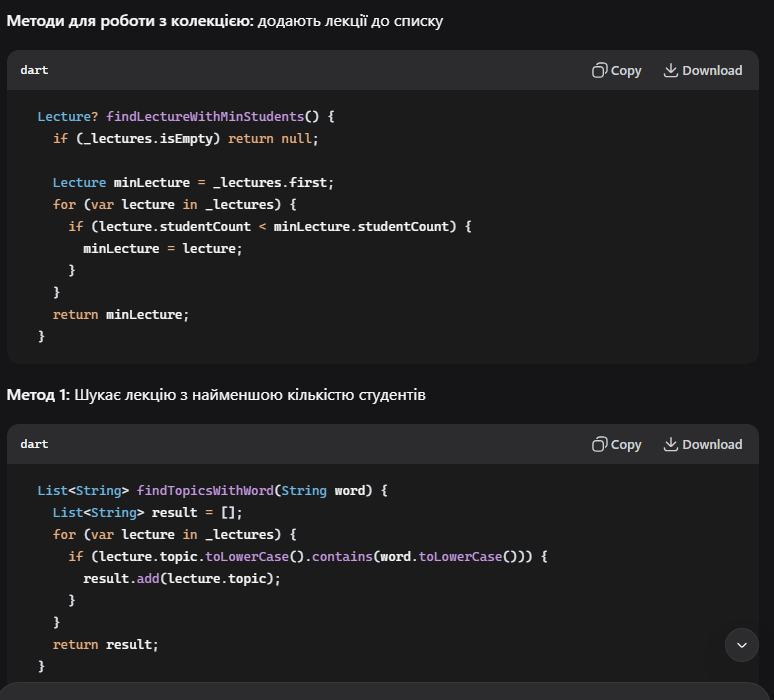 Методи для роботи з колекцією: додають лекції до списку
dart
Copy
Download
Lecture? findLectureWithMinStudents() {
  if (_lectures.isEmpty) return null;
  Lecture minLecture = _lectures.first;
  for (var lecture in _lectures) {
    if (lecture.studentCount < minLecture.studentCount) {
      minLecture = lecture;
    }
  }
  return minLecture;
}
Метод 1: Шукає лекцію з найменшою кількістю студентів
dart
Copy
Download
List<String> findTopicsWithWord(String word) {
  List<String> result = [];
  for (var lecture in _lectures) {
    if (lecture.topic.toLowerCase().contains(word.toLowerCase())) {
      result.add(lecture.topic);
    }
  }
  return result;
}